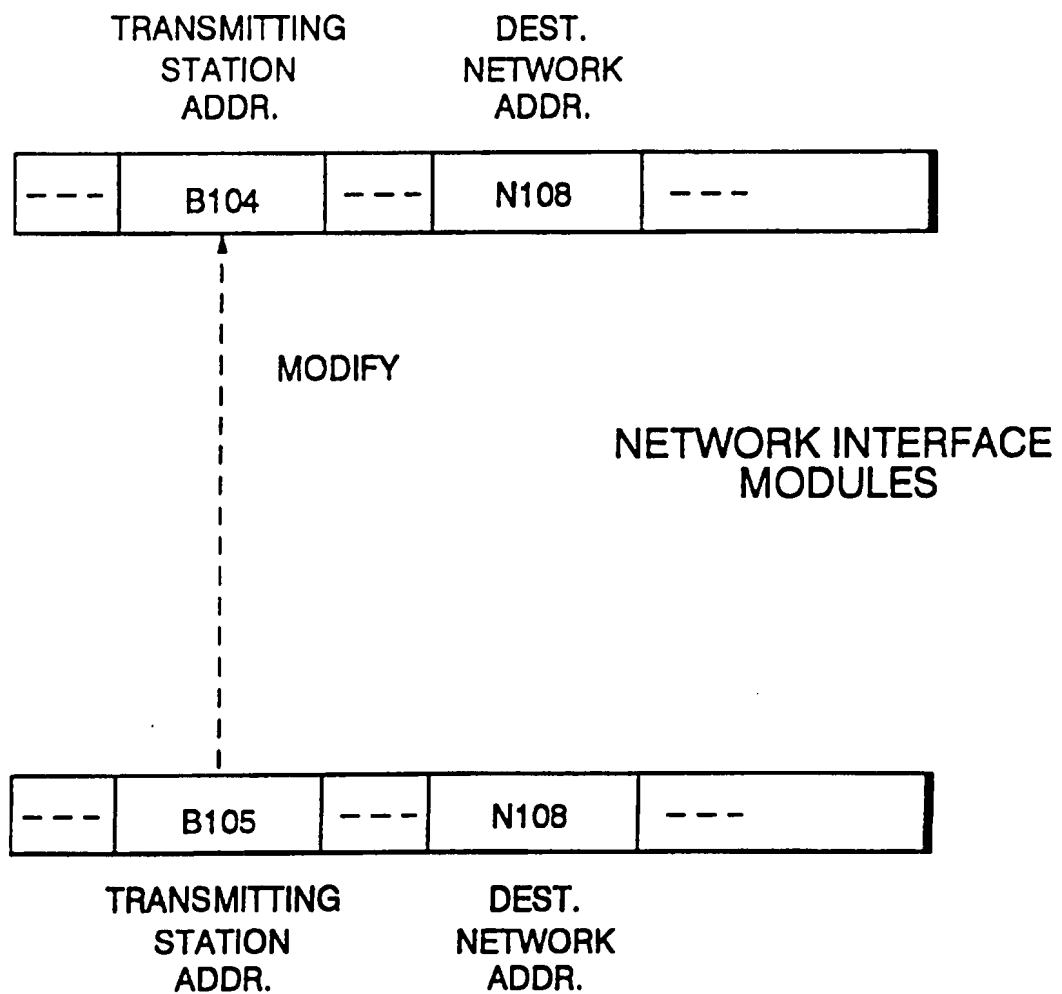 TRANSMITTING STATION ADDR.
DEST. NETWORK ADDR.
--- B104 --- N108 ---
MODIFY
NETWORK INTERFACE
MODULES
--- B105 --- N108 ---
TRANSMITTING STATION ADDR.
DEST. NETWORK ADDR.